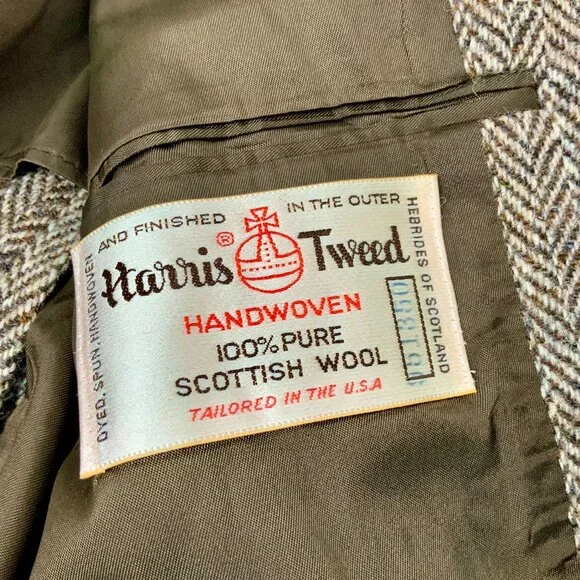 DYED, SPUN, HANDWOVEN AND FINISHED IN THE OUTER HEBRIDES OF SCOTLAND
Harris ® Tweed
HANDWOVEN
100% PURE
SCOTTISH WOOL
TAILORED IN THE U.S.A